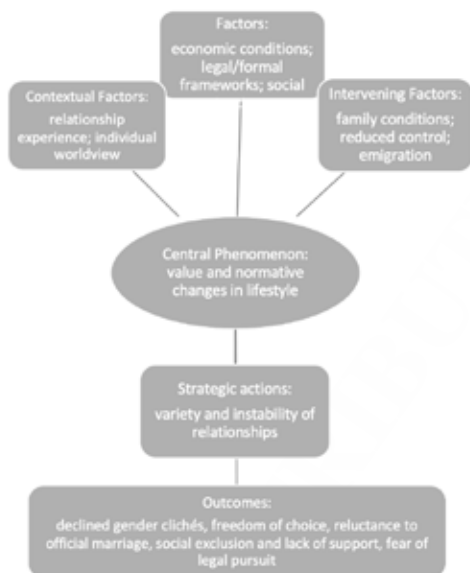 Factors:
economic conditions;
legal/formal
frameworks; social
Contextual Factors:
relationship
experience; individual
worldview
Intervening Factors:
family conditions;
reduced control;
emigration
Central Phenomenon:
value and normative
changes in lifestyle
Strategic actions:
variety and instability of
relationships
Outcomes:
declined gender clichés, freedom of choice, reluctance to
official marriage, social exclusion and lack of support, fear of
legal pursuit